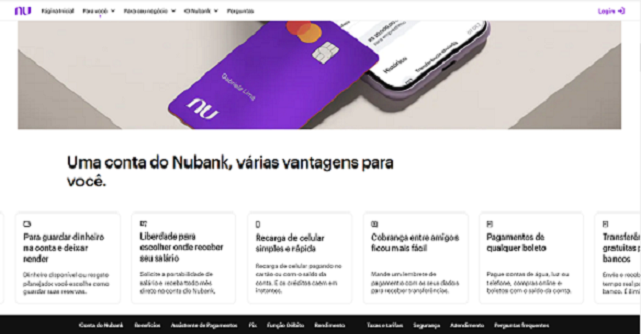 nu
Página Inicial Para você Para seu negócio O Nubank Perguntas Login
Histórico
Gabriela Lima
nu
Uma conta do Nubank, várias vantagens para
você.
Para guardar dinheiro
na conta e deixar
render
Dinheiro disponível ou resgate
planejado: você escolhe como
guardar suas reservas.
Liberdade para
escolher onde receber
seu salário
Solicite a portabilidade de
salário e receba todo mês
direto na conta do Nubank.
Recarga de celular
simples e rápida
Recarga de celular pagando no
cartão ou com o saldo da
conta. E os créditos caem em
instantes.
Cobrança entre amigos
ficou mais fácil
Mande um lembrete de
pagamento com os seus dados
para receber transferências.
Pagamentos de
qualquer boleto
Pague contas de água, luz ou
telefone, compras online e
boletos com o saldo da conta.
gratuitas
bancos
Envie e
tempo real
bancos. E
Conta do Nubank Benefícios Assistente de Pagamentos Pix Função Débito Rendimento Taxas e tarifas Segurança Atendimento Perguntas frequentes